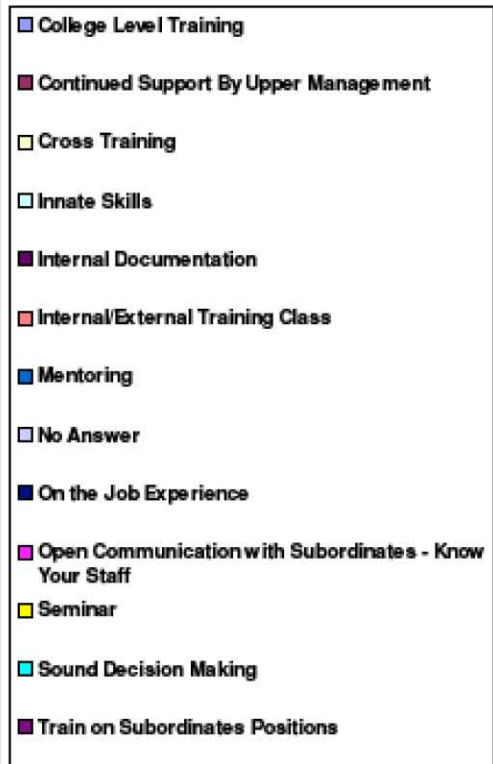 College Level Training
Continued Support By Upper Management
Cross Training
Innate Skills
Internal Documentation
Internal/External Training Class
Mentoring
No Answer
On the Job Experience
Open Communication with Subordinates - Know
Your Staff
Seminar
Sound Decision Making
Train on Subordinates Positions